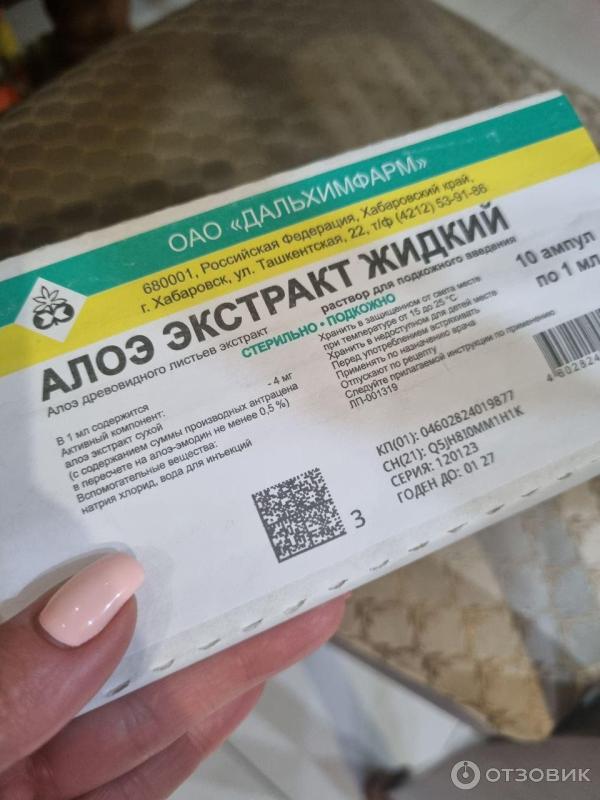 ОАО «ДАЛЬХИМФАРМ»
680001, Российская Федерация, Хабаровский край,
г. Хабаровск, ул. Ташкентская, 22, т/ф (4212) 53-91-86
АЛОЭ ЭКСТРАКТ ЖИДКИЙ
Алоэ древовидного листьев экстракт
раствор для подкожного введения
СТЕРИЛЬНО • ПОДКОЖНО
10 ампул
по 1 мл
В 1 мл содержится
Активный компонент:
алоэ экстракт сухой - 4 мг
(с содержанием суммы производных антрацена
в пересчете на алоэ-эмодин не менее 0,5 %)
Вспомогательные вещества:
натрия хлорид, вода для инъекций
Хранить в защищенном от света месте
при температуре от 15 до 25 °С
Хранить в недоступном для детей месте
Перед употреблением встряхивать
Применять по назначению врача
Отпускают по рецепту
Следуйте прилагаемой инструкции по применению
ЛП-001319
КП(01): 04602824019877
СН(21): Q5JH8I0MM1H1K
СЕРИЯ: 120123
ГОДЕН ДО: 01 27
3
4 602824
ОТЗОВИК